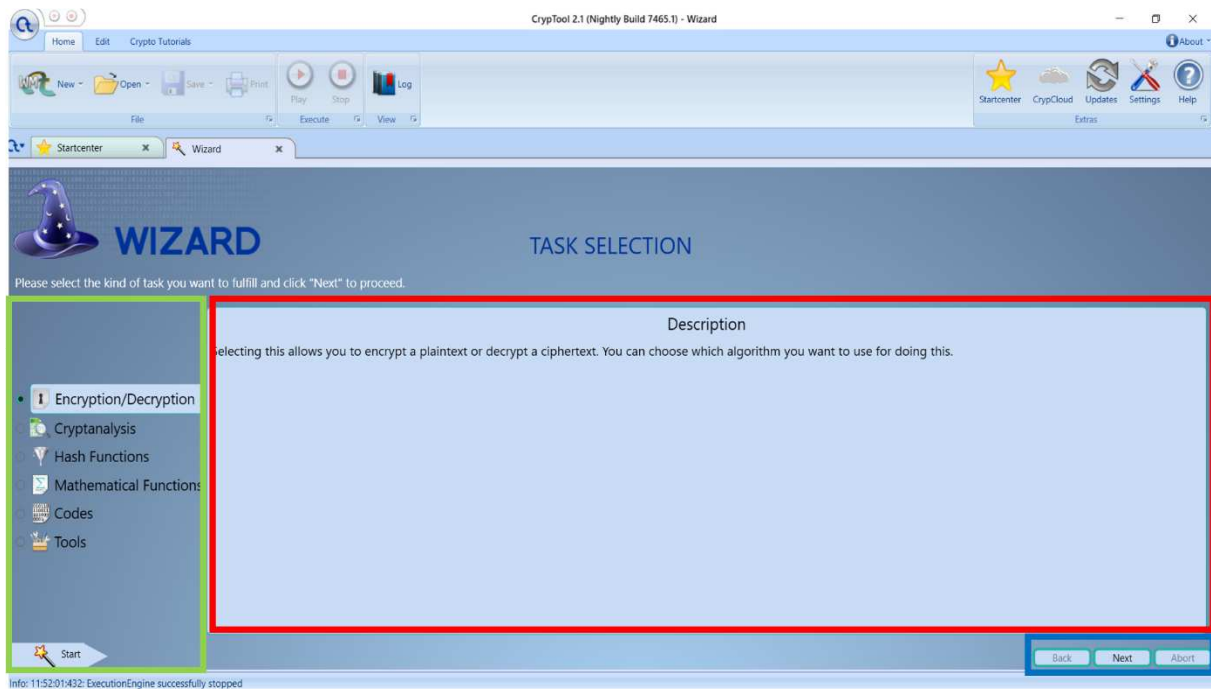 CrypTool 2.1 (Nightly Build 7465.1) - Wizard
Home Edit Crypto Tutorials About
New Open Save Print Play Stop Log Startcenter CrypCloud Updates Settings Help
File Execute View Extras
Startcenter Wizard
WIZARD
TASK SELECTION
Please select the kind of task you want to fulfill and click "Next" to proceed.
Description
Selecting this allows you to encrypt a plaintext or decrypt a ciphertext. You can choose which algorithm you want to use for doing this.
Encryption/Decryption
Cryptanalysis
Hash Functions
Mathematical Functions
Codes
Tools
Start
Back Next Abort
Info: 11:52:01:432: ExecutionEngine successfully stopped